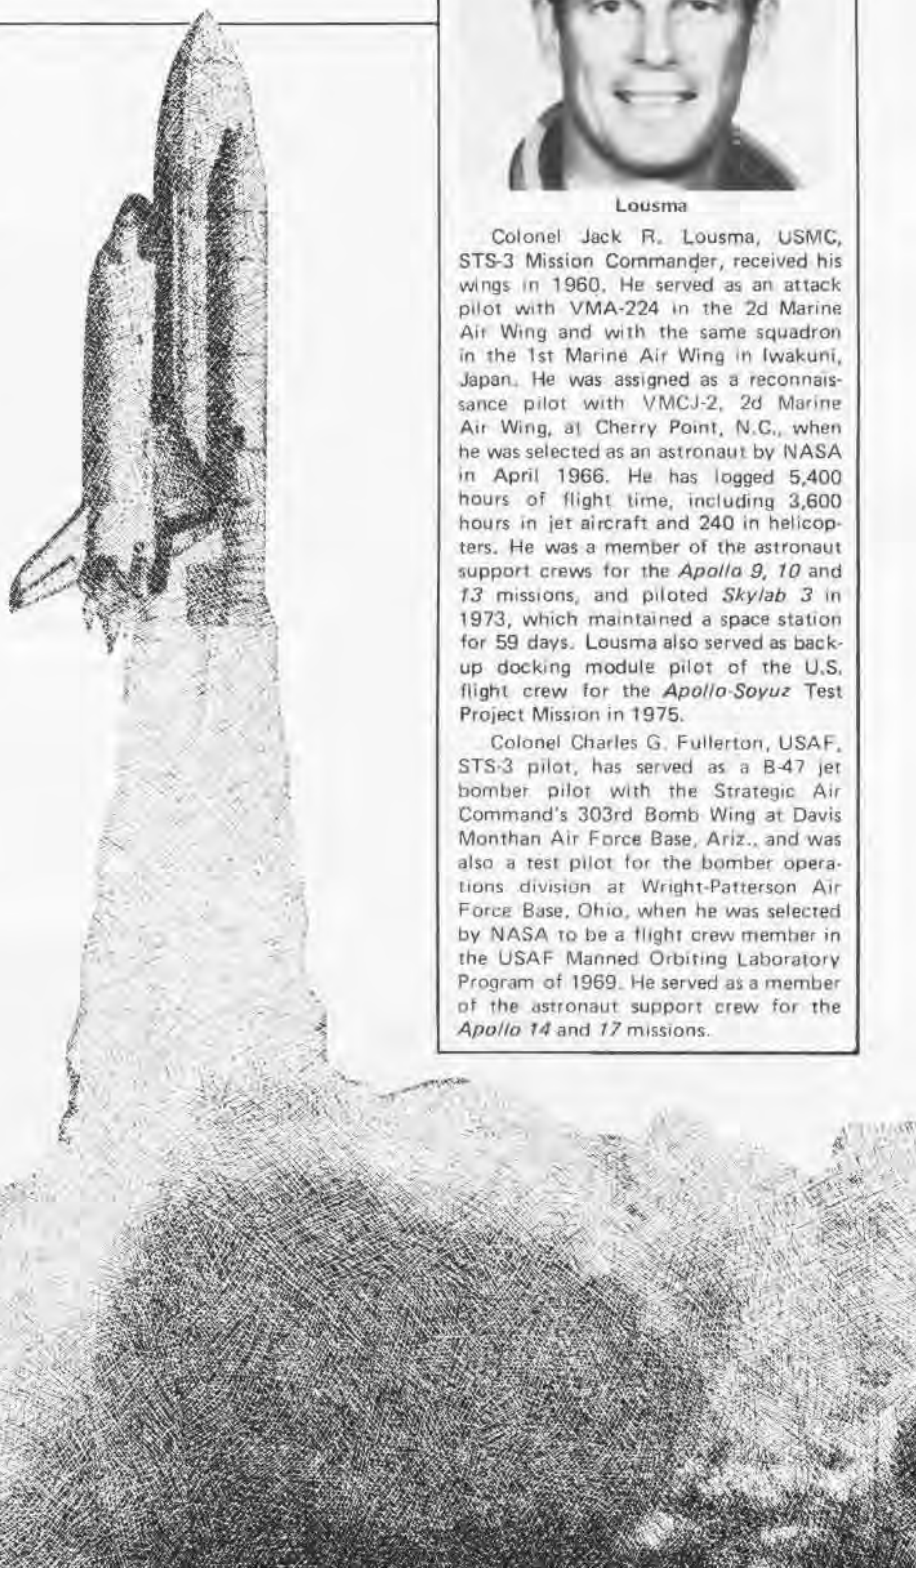 Lousma
Colonel Jack R. Lousma, USMC,
STS-3 Mission Commander, received his
wings in 1960. He served as an attack
pilot with VMA-224 in the 2d Marine
Air Wing and with the same squadron
in the 1st Marine Air Wing in Iwakuni,
Japan. He was assigned as a reconnais-
sance pilot with VMCJ-2, 2d Marine
Air Wing, at Cherry Point, N.C., when
he was selected as an astronaut by NASA
in April 1966. He has logged 5,400
hours of flight time, including 3,600
hours in jet aircraft and 240 in helicop-
ters. He was a member of the astronaut
support crews for the Apollo 9, 10 and
13 missions, and piloted Skylab 3 in
1973, which maintained a space station
for 59 days. Lousma also served as back-
up docking module pilot of the U.S.
flight crew for the Apollo-Soyuz Test
Project Mission in 1975.
Colonel Charles G. Fullerton, USAF,
STS-3 pilot, has served as a B-47 jet
bomber pilot with the Strategic Air
Command's 303rd Bomb Wing at Davis
Monthan Air Force Base, Ariz., and was
also a test pilot for the bomber opera-
tions division at Wright-Patterson Air
Force Base, Ohio, when he was selected
by NASA to be a flight crew member in
the USAF Manned Orbiting Laboratory
Program of 1969. He served as a member
of the astronaut support crew for the
Apollo 14 and 17 missions.